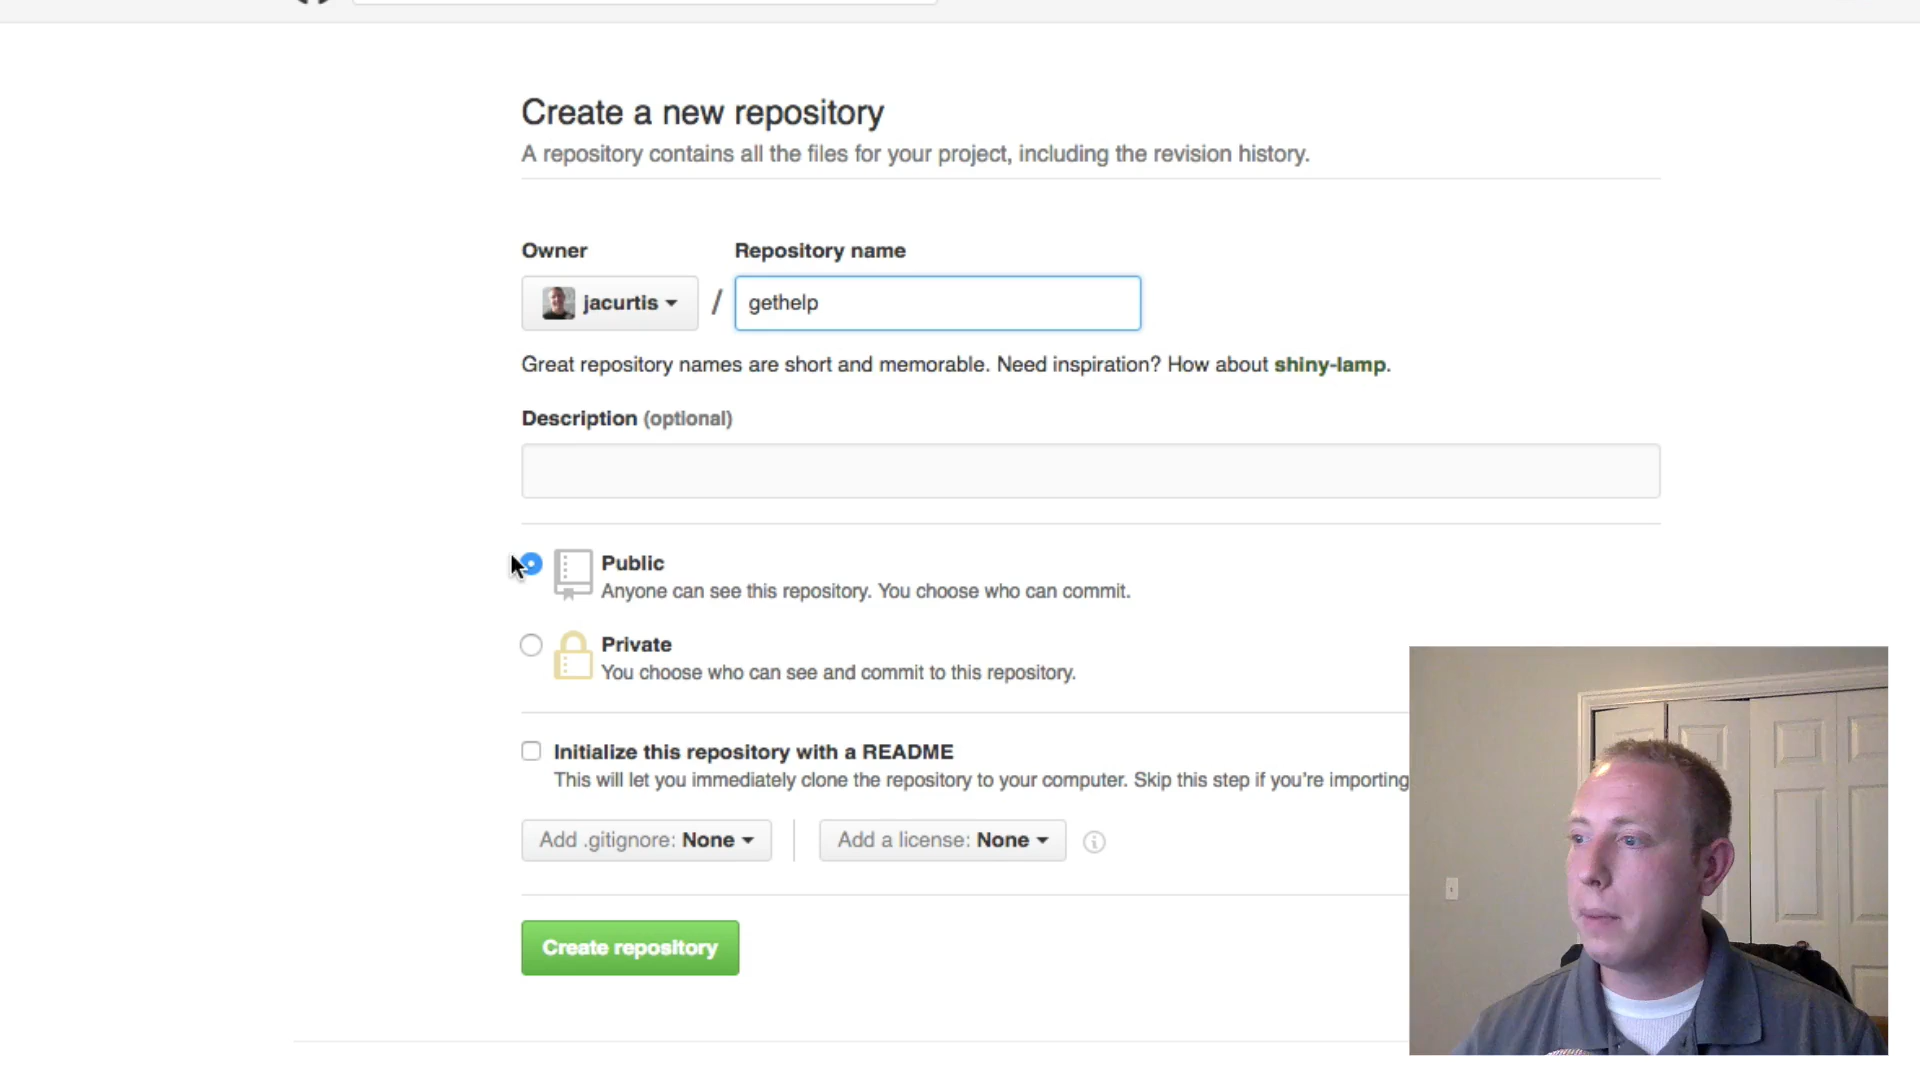 Create a new repository
A repository contains all the files for your project, including the revision history.
Owner
Repository name
jacurtis
/
gethelp
Great repository names are short and memorable. Need inspiration? How about shiny-lamp.
Description (optional)
Public
Anyone can see this repository. You choose who can commit.
Private
You choose who can see and commit to this repository.
Initialize this repository with a README
This will let you immediately clone the repository to your computer. Skip this step if you're importing
Add .gitignore: None
Add a license: None
Create repository